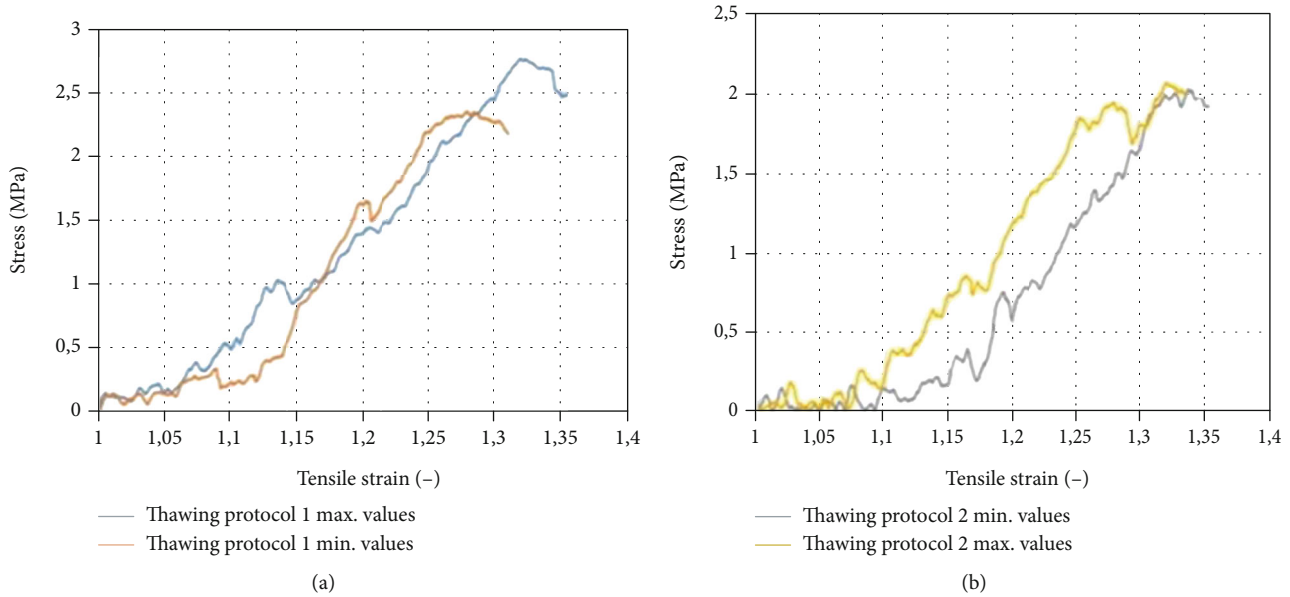 3
2,5
2
1,5
1
0,5
0
Stress (MPa)
1 1,05 1,1 1,15 1,2 1,25 1,3 1,35 1,4
Tensile strain (–)
Thawing protocol 1 max. values
Thawing protocol 1 min. values
(a)
2,5
2
1,5
1
0,5
0
Stress (MPa)
1 1,05 1,1 1,15 1,2 1,25 1,3 1,35 1,4
Tensile strain (–)
Thawing protocol 2 min. values
Thawing protocol 2 max. values
(b)